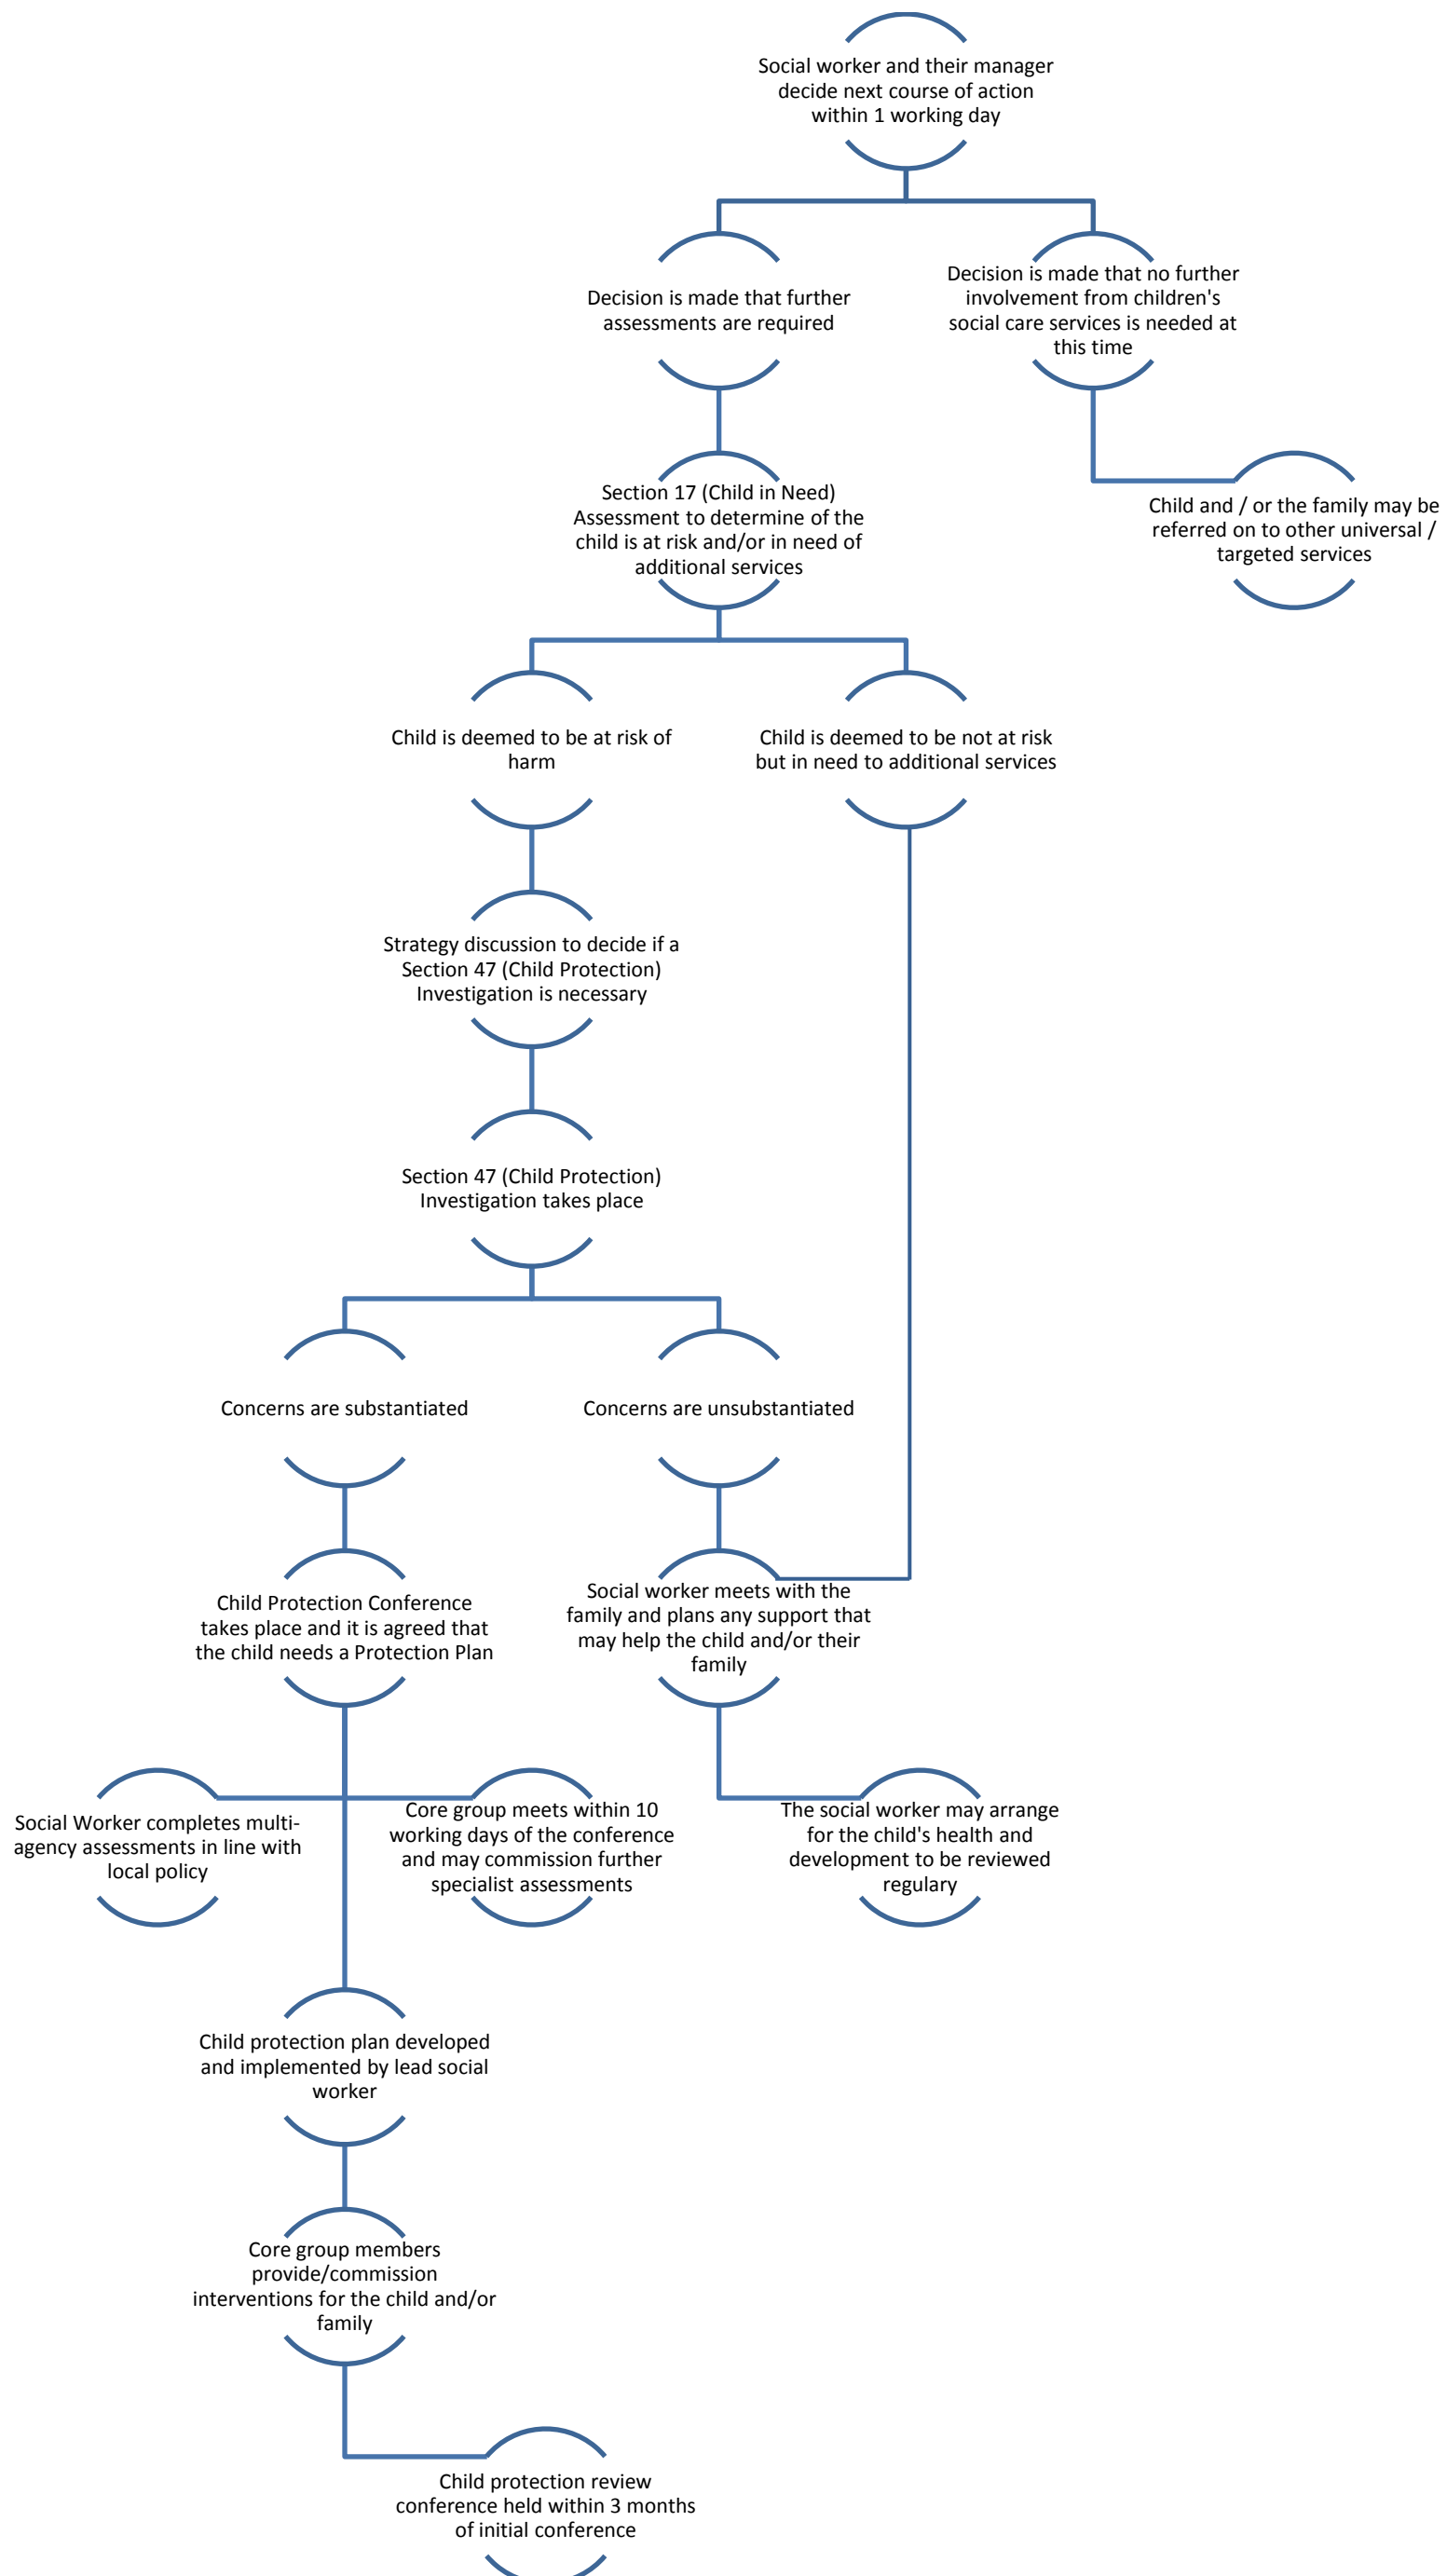 Social worker and their manager
decide next course of action
within 1 working day
Decision is made that further
assessments are required
Decision is made that no further
involvement from children's
social care services is needed at
this time
Section 17 (Child in Need)
Assessment to determine of the
child is at risk and/or in need of
additional services
Child and / or the family may be
referred on to other universal /
targeted services
Child is deemed to be at risk of
harm
Child is deemed to be not at risk
but in need to additional services
Strategy discussion to decide if a
Section 47 (Child Protection)
Investigation is necessary
Section 47 (Child Protection)
Investigation takes place
Concerns are substantiated
Concerns are unsubstantiated
Child Protection Conference
takes place and it is agreed that
the child needs a Protection Plan
Social worker meets with the
family and plans any support that
may help the child and/or their
family
Social Worker completes multi-
agency assessments in line with
local policy
Core group meets within 10
working days of the conference
and may commission further
specialist assessments
The social worker may arrange
for the child's health and
development to be reviewed
regulary
Child protection plan developed
and implemented by lead social
worker
Core group members
provide/commission
interventions for the child and/or
family
Child protection review
conference held within 3 months
of initial conference